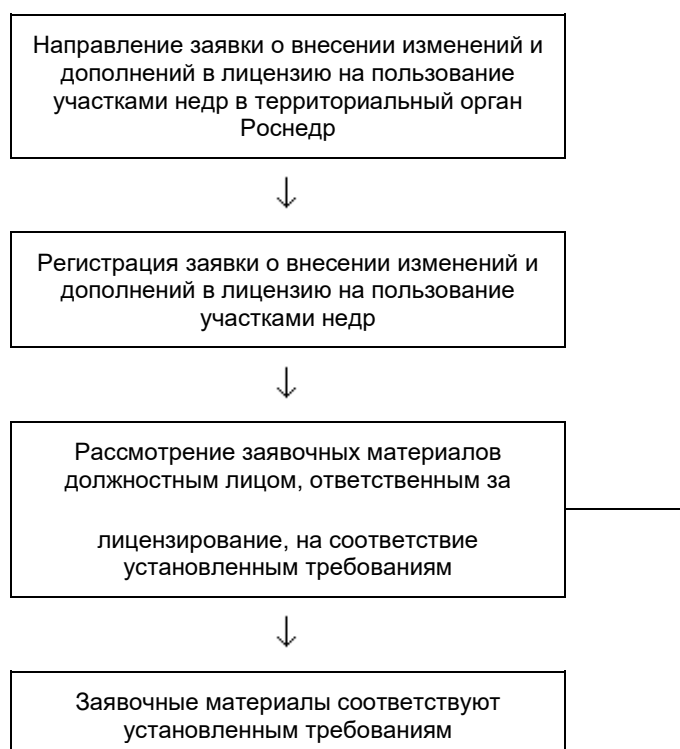 Направление заявки о внесении изменений и
дополнений в лицензию на пользование
участками недр в территориальный орган
Роснедр
↓
Регистрация заявки о внесении изменений и
дополнений в лицензию на пользование
участками недр
↓
Рассмотрение заявочных материалов
должностным лицом, ответственным за
лицензирование, на соответствие
установленным требованиям
↓
Заявочные материалы соответствуют
установленным требованиям